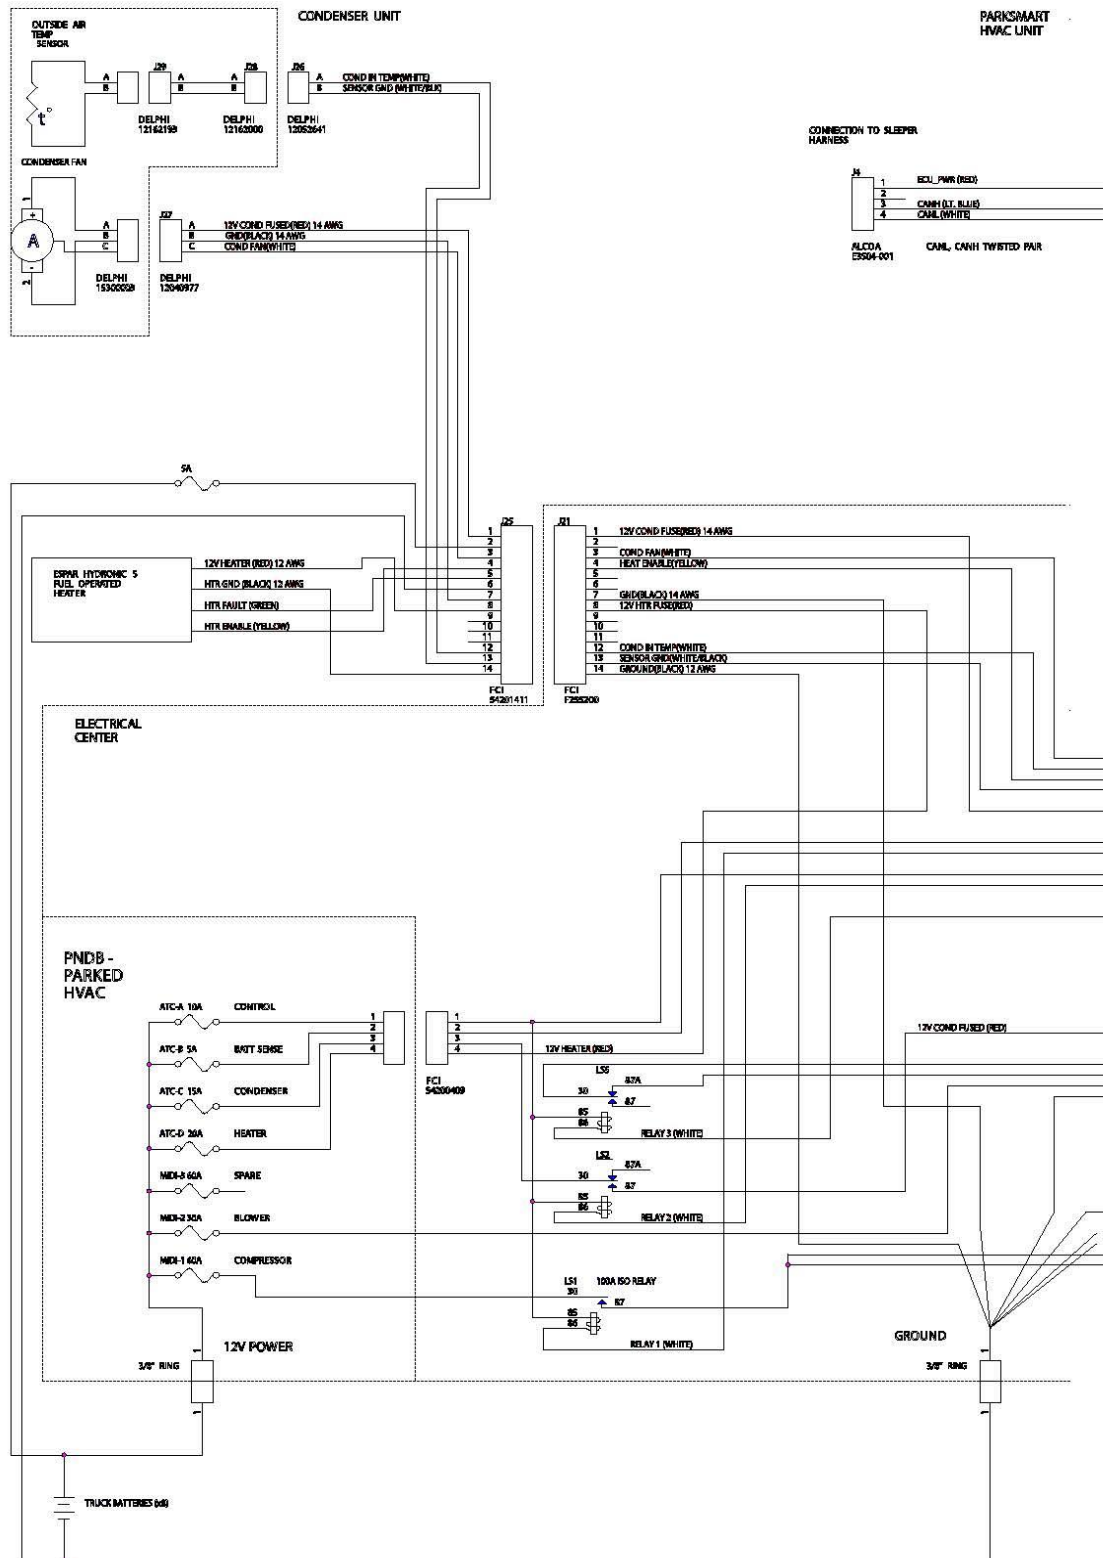 CONDENSER UNIT
PARKSMART
HVAC UNIT
OUTSIDE AIR
TEMP
SENSOR
A
B
J29
A
B
A
B
J28
J26
A
B
COND IN TEMP(WHITE)
SENSOR GND (WHITE/BLK)
t°
DELPHI
12162193
DELPHI
12162000
DELPHI
12052641
CONNECTION TO SLEEPER
HARNESS
CONDENSER FAN
J4
1
2
3
4
ECU_PWR (RED)
CANH (LT. BLUE)
CANL (WHITE)
ALCOA
E3504-001
CANL, CANH TWISTED PAIR
1
+
A
-
2
A
B
C
J27
A
B
C
12V COND FUSED(RED) 14 AWG
GND(BLACK) 14 AWG
COND FAN(WHITE)
DELPHI
DELPHI
12040977
5A
J25
1
2
3
4
5
6
7
8
9
10
11
12
13
14
FCI
54201411
J21
1
2
3
4
5
6
7
8
9
10
11
12
13
14
12V COND FUSE(RED) 14 AWG
COND FAN(WHITE)
HEAT ENABLE(YELLOW)
GND(BLACK) 14 AWG
12V HTR FUSE(RED)
COND IN TEMP(WHITE)
SENSOR GND(WHITE/BLACK)
GROUND(BLACK) 12 AWG
FCI
F255200
ESPAR HYDRONIC 5
FUEL OPERATED
HEATER
12V HEATER (RED) 12 AWG
HTR GND (BLACK) 12 AWG
HTR FAULT (GREEN)
HTR ENABLE (YELLOW)
ELECTRICAL
CENTER
PNDB -
PARKED
HVAC
ATC-A 10A CONTROL
ATC-B 5A BATT SENSE
ATC-C 15A CONDENSER
ATC-D 20A HEATER
MIDI-3 60A SPARE
MIDI-2 30A BLOWER
MIDI-1 60A COMPRESSOR
1
2
3
4
1
2
3
4
FCI
54200409
12V HEATER (RED)
12V COND FUSED (RED)
LS5
87A
30
87
85
86
RELAY 3 (WHITE)
LS2
87A
30
87
85
86
RELAY 2 (WHITE)
LS1
100A ISO RELAY
30
87
85
86
RELAY 1 (WHITE)
12V POWER
3/8" RING
1
1
GROUND
3/8" RING
1
1